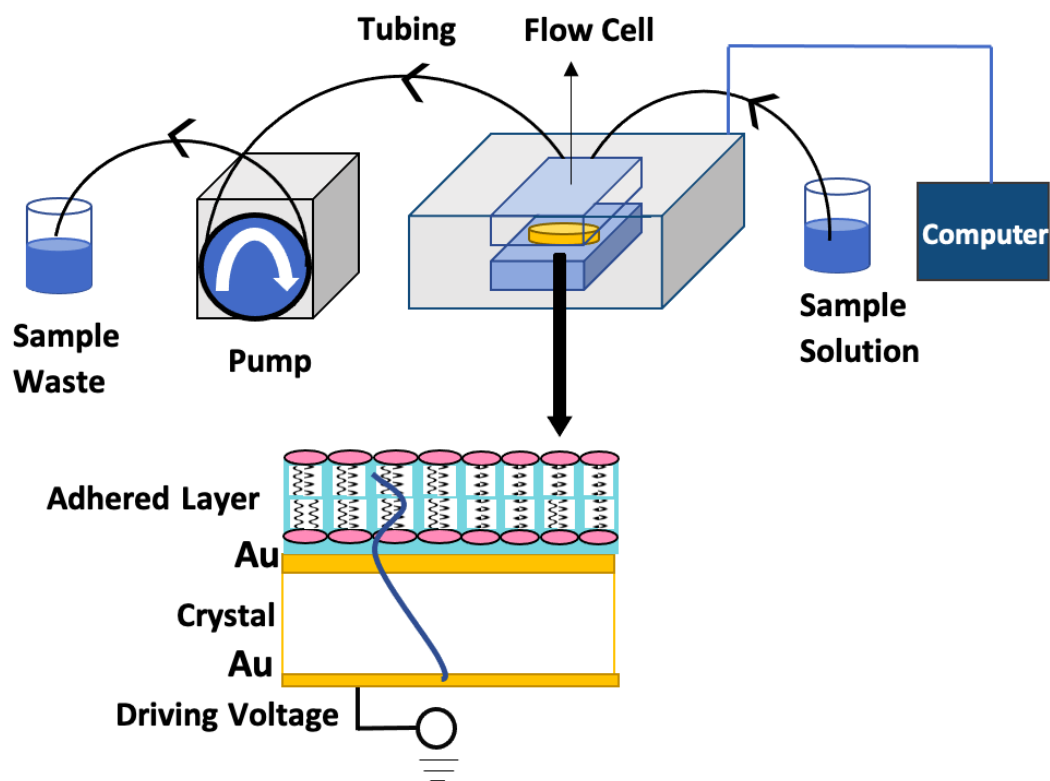 Tubing
Flow Cell
Computer
Sample
Waste
Pump
Sample
Solution
Adhered Layer
Au
Crystal
Au
Driving Voltage